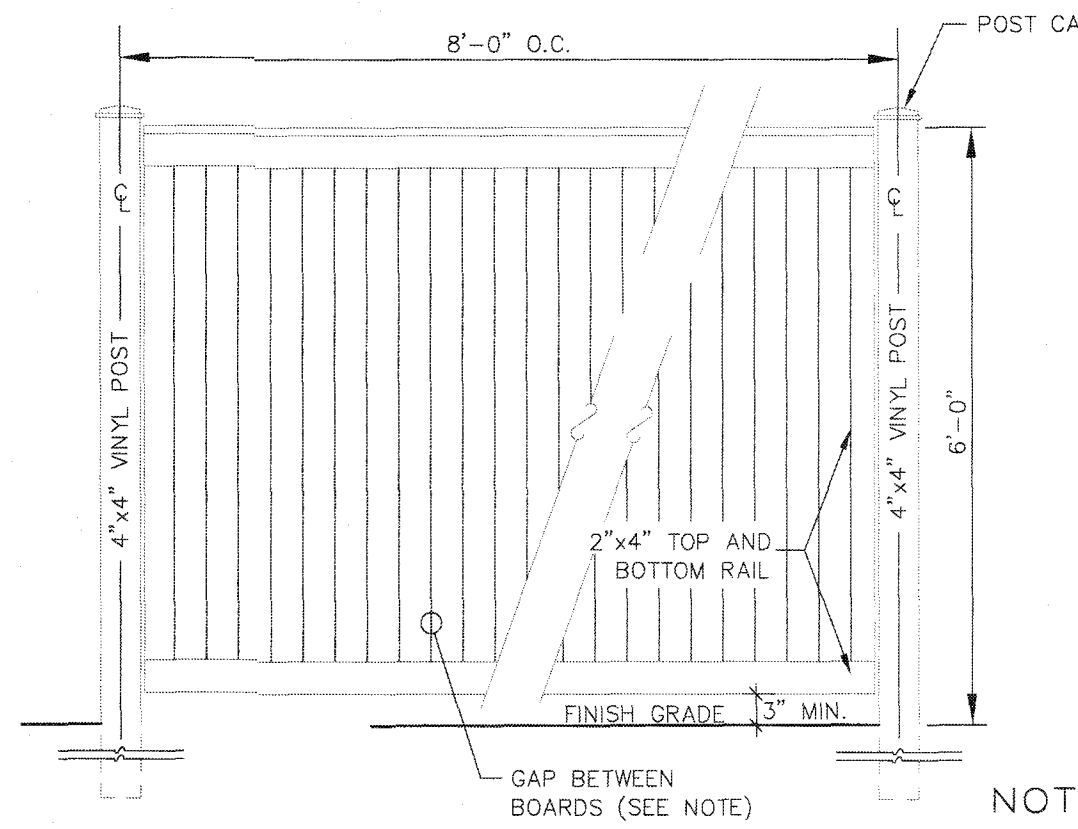 8'-0" O.C.
POST CA
℄
℄
4"x4" VINYL POST
4"x4" VINYL POST
6'-0"
2"x4" TOP AND
BOTTOM RAIL
FINISH GRADE
3" MIN.
GAP BETWEEN
BOARDS (SEE NOTE)
NOT